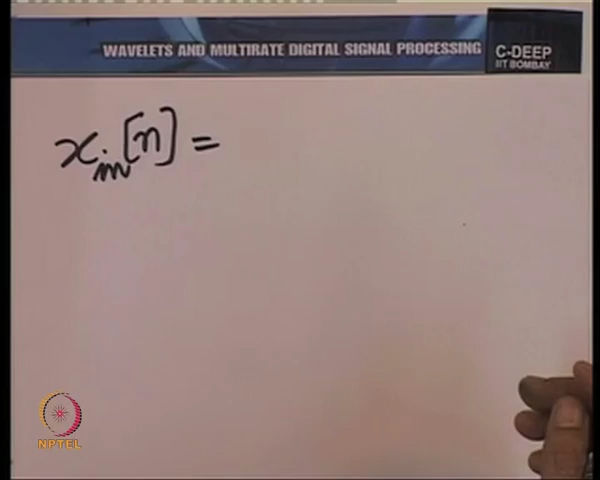 WAVELETS AND MULTIRATE DIGITAL SIGNAL PROCESSING
C-DEEP
IIT BOMBAY
x_in[n] =
NPTEL